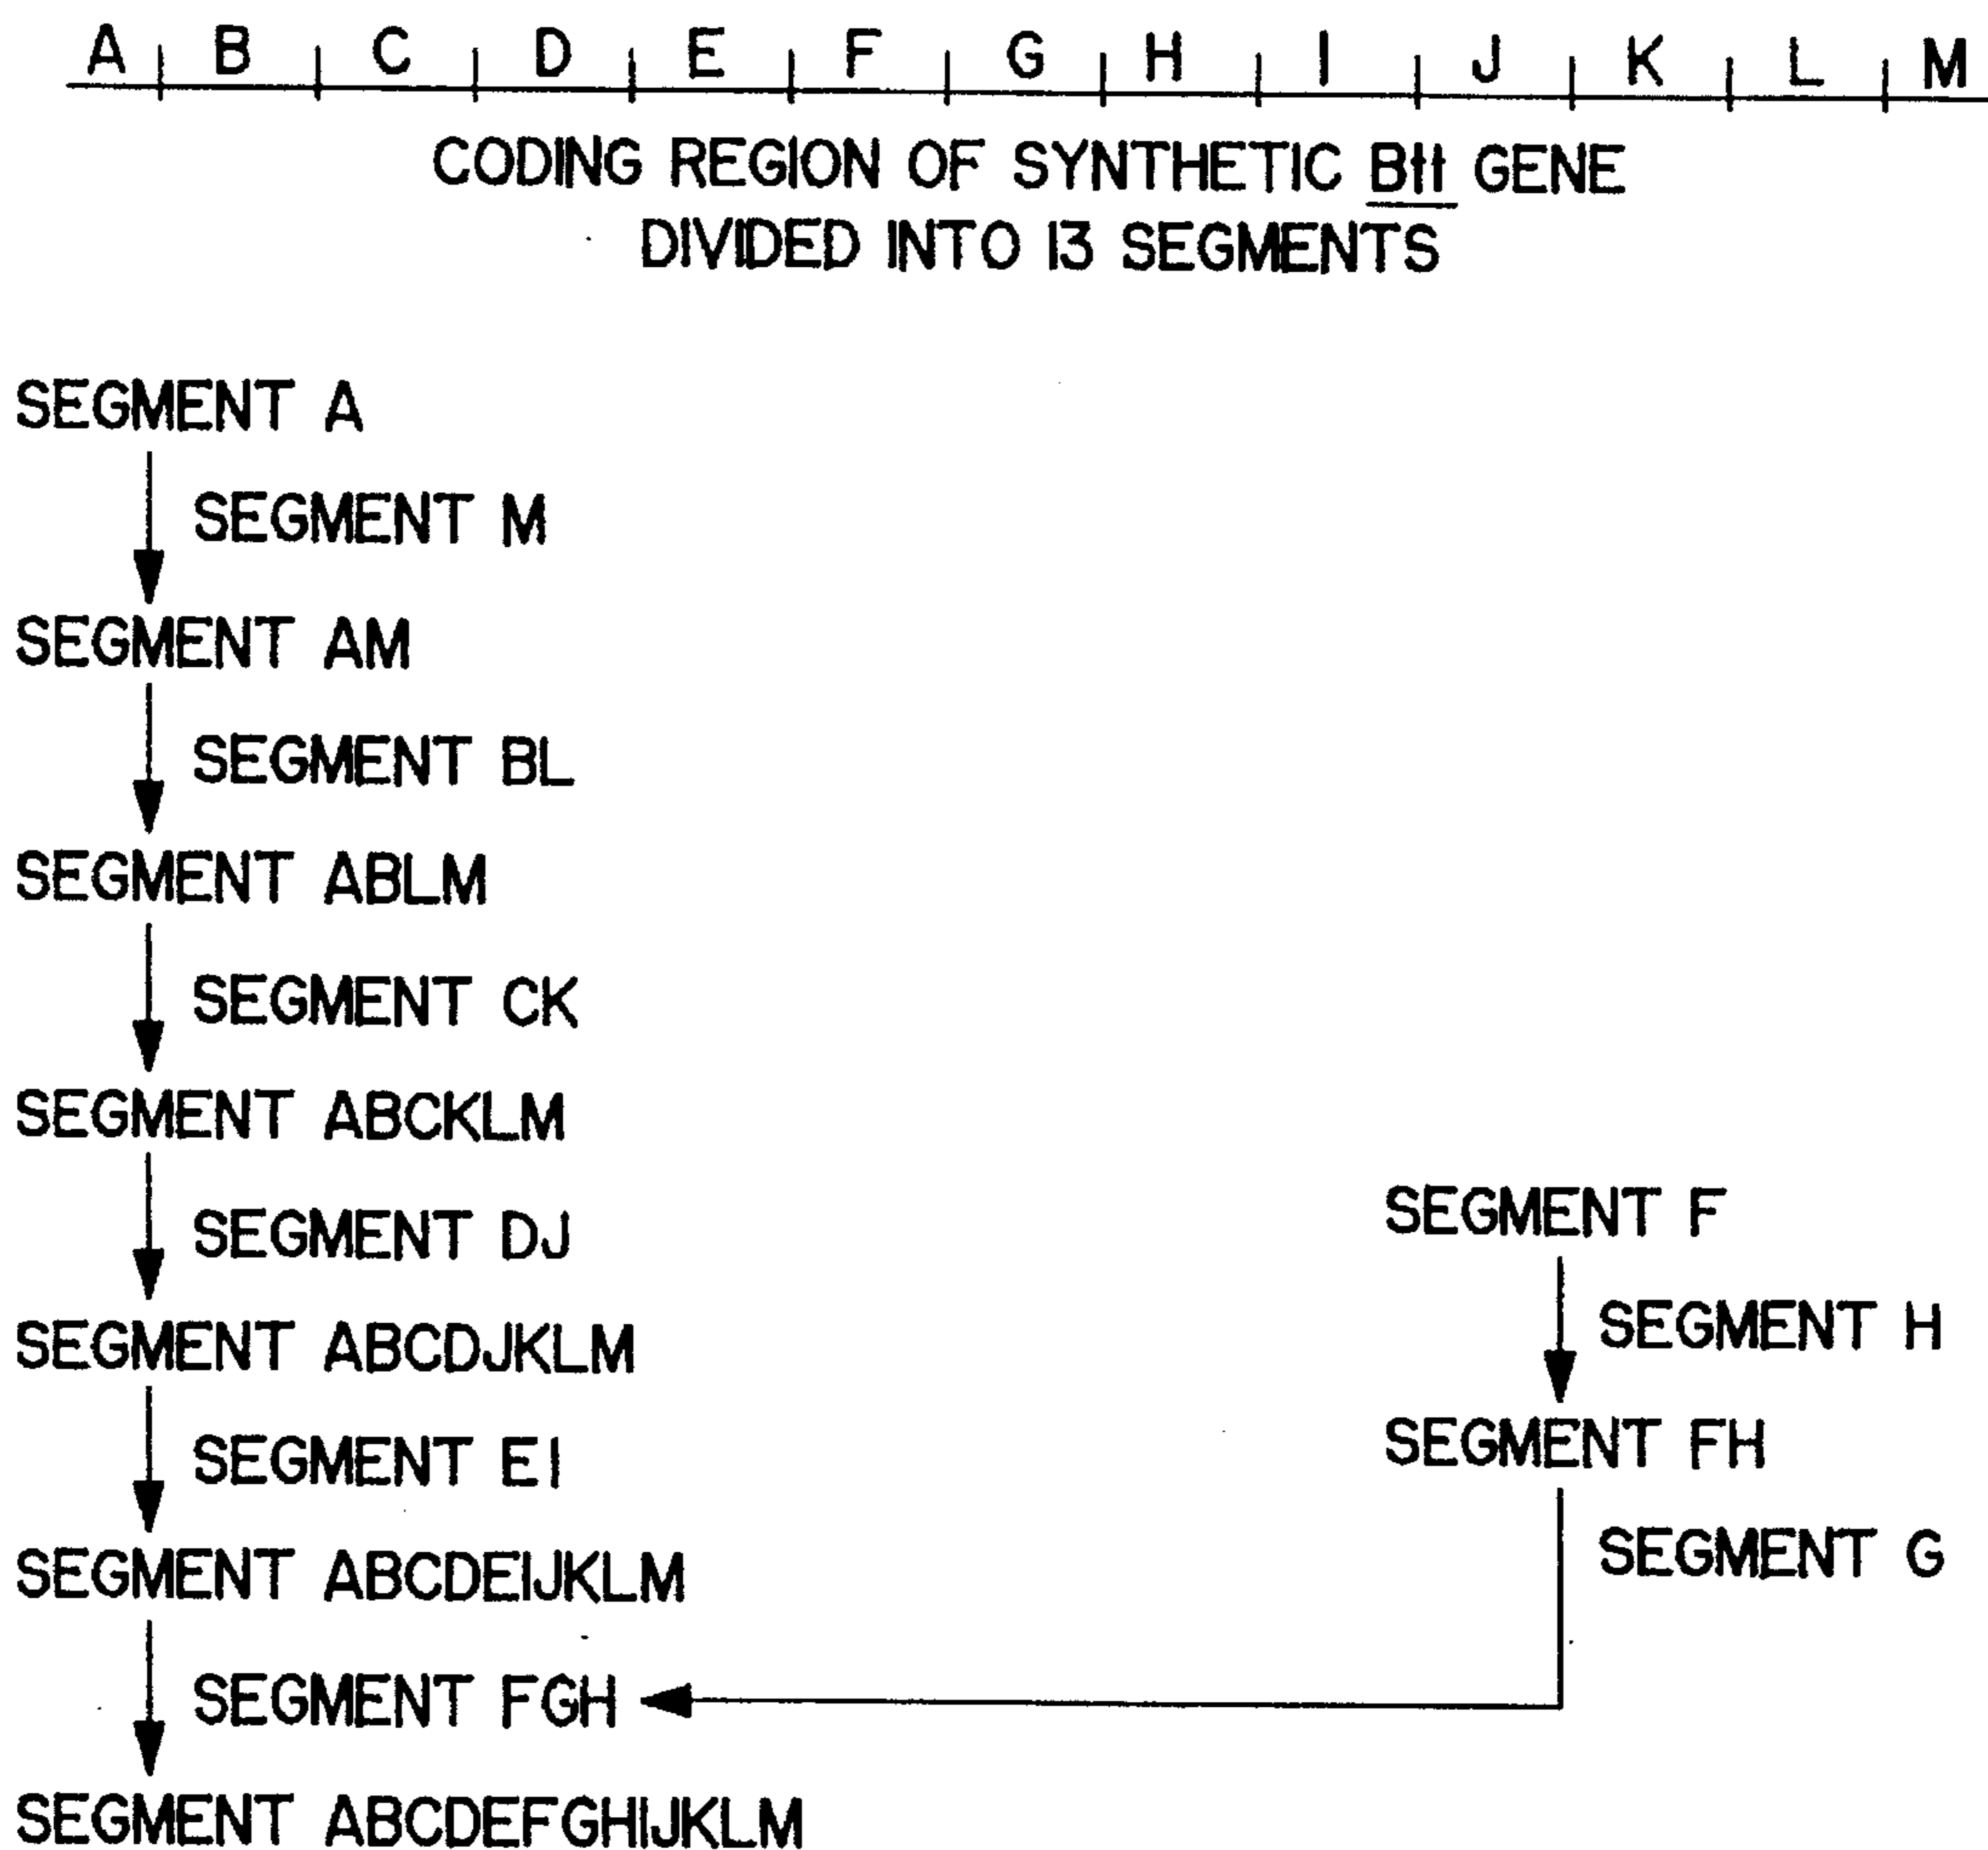 A B C D E F G H I J K L M
CODING REGION OF SYNTHETIC Btt GENE
DIVIDED INTO 13 SEGMENTS
SEGMENT A
SEGMENT M
SEGMENT AM
SEGMENT BL
SEGMENT ABLM
SEGMENT CK
SEGMENT ABCKLM
SEGMENT DJ
SEGMENT ABCDJKLM
SEGMENT EI
SEGMENT ABCDEIJKLM
SEGMENT F
SEGMENT H
SEGMENT FH
SEGMENT G
SEGMENT FGH
SEGMENT ABCDEFGHIJKLM